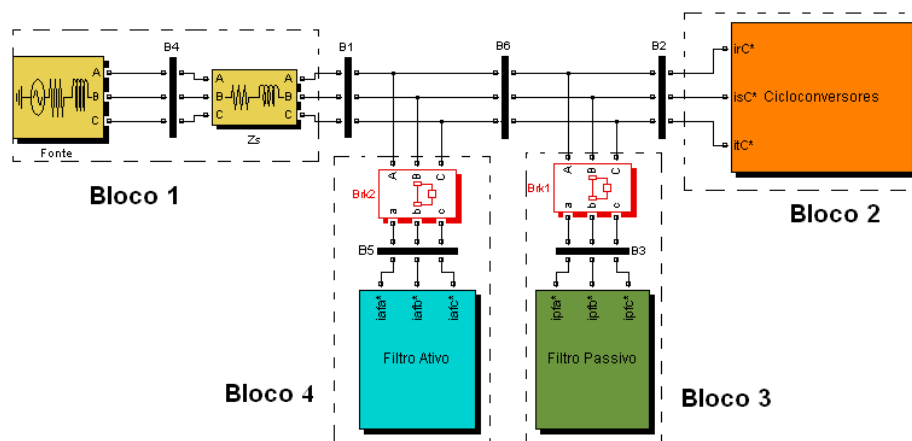 B4
B1
B6
B2
A
B
C
A
B
C
A
B
C
Fonte
Zs
irC*
isC* Cicloconversores
itC*
Bloco 1
Bloco 2
Brk2
A B C
a b c
Brk1
A B C
a b c
B5
B3
iafa* iafb* iafc*
ipfa* ipfb* ipfc*
Filtro Ativo
Filtro Passivo
Bloco 4
Bloco 3